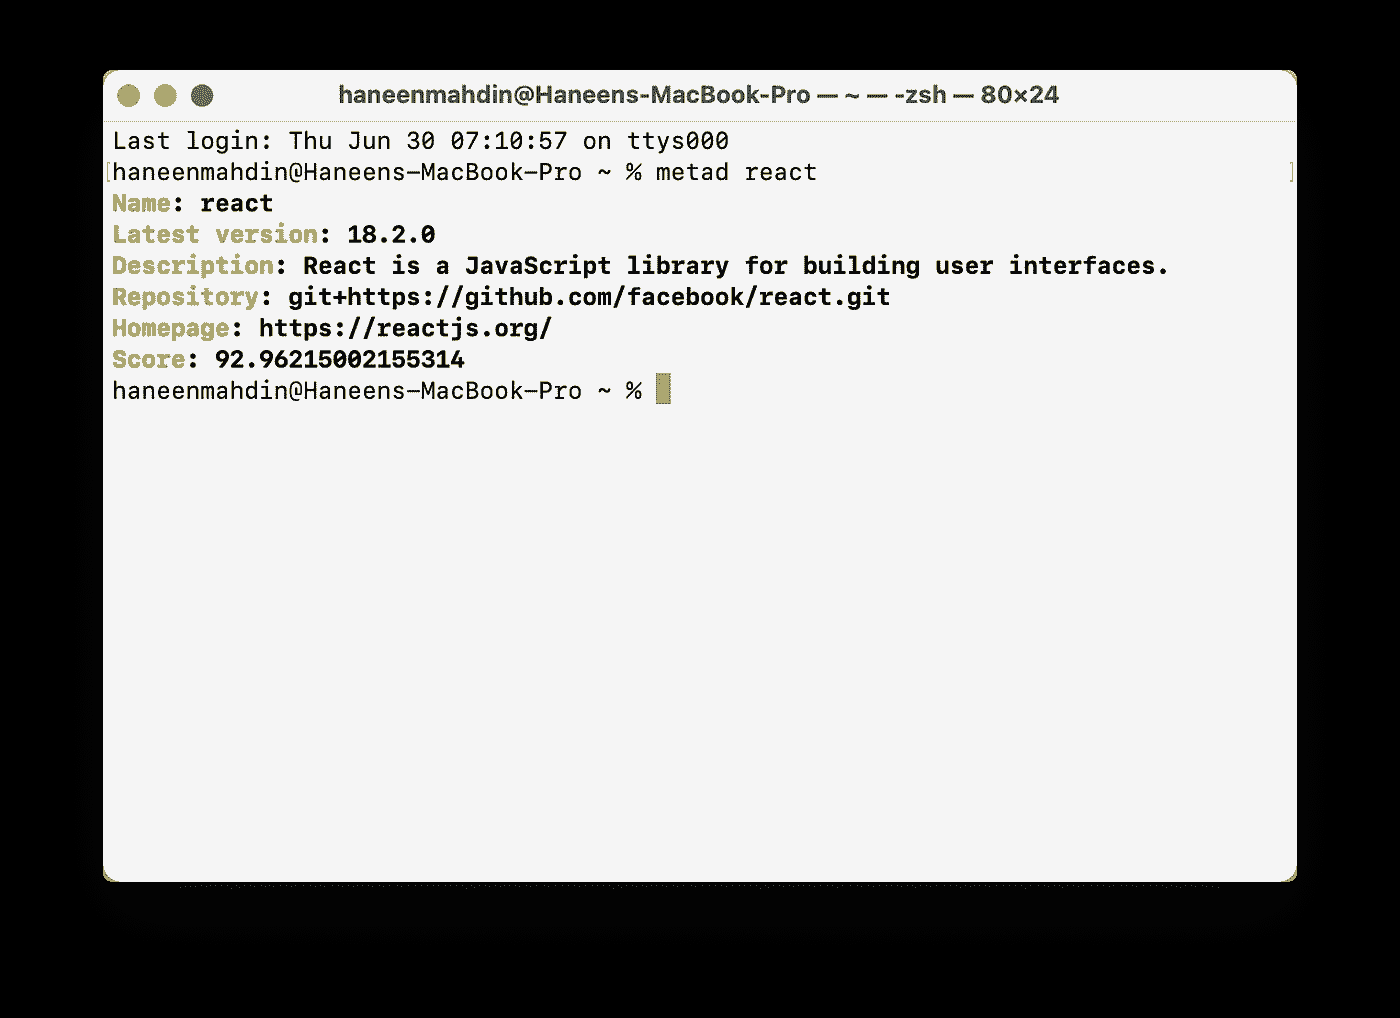 haneenmahdin@Haneens-MacBook-Pro — ~ — -zsh — 80×24
Last login: Thu Jun 30 07:10:57 on ttys000
[haneenmahdin@Haneens-MacBook-Pro ~ % metad react ]
Name: react
Latest version: 18.2.0
Description: React is a JavaScript library for building user interfaces.
Repository: git+https://github.com/facebook/react.git
Homepage: https://reactjs.org/
Score: 92.96215002155314
haneenmahdin@Haneens-MacBook-Pro ~ %